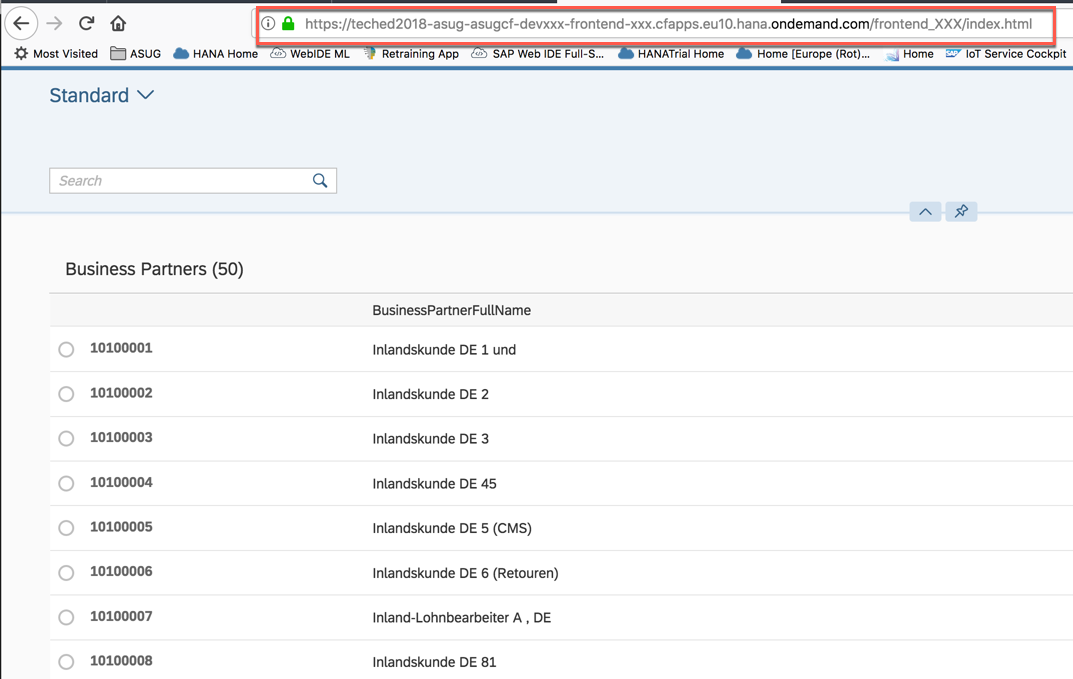 https://teched2018-asug-asugcf-devxxx-frontend-xxx.cfapps.eu10.hana.ondemand.com/frontend_XXX/index.html
Most Visited ASUG HANA Home WebIDE ML Retraining App SAP Web IDE Full-S... HANATrial Home Home [Europe (Rot)... Home SAP IoT Service Cockpit
Standard
Search
Business Partners (50)
BusinessPartnerFullName
10100001 Inlandskunde DE 1 und
10100002 Inlandskunde DE 2
10100003 Inlandskunde DE 3
10100004 Inlandskunde DE 45
10100005 Inlandskunde DE 5 (CMS)
10100006 Inlandskunde DE 6 (Retouren)
10100007 Inland-Lohnbearbeiter A , DE
10100008 Inlandskunde DE 81